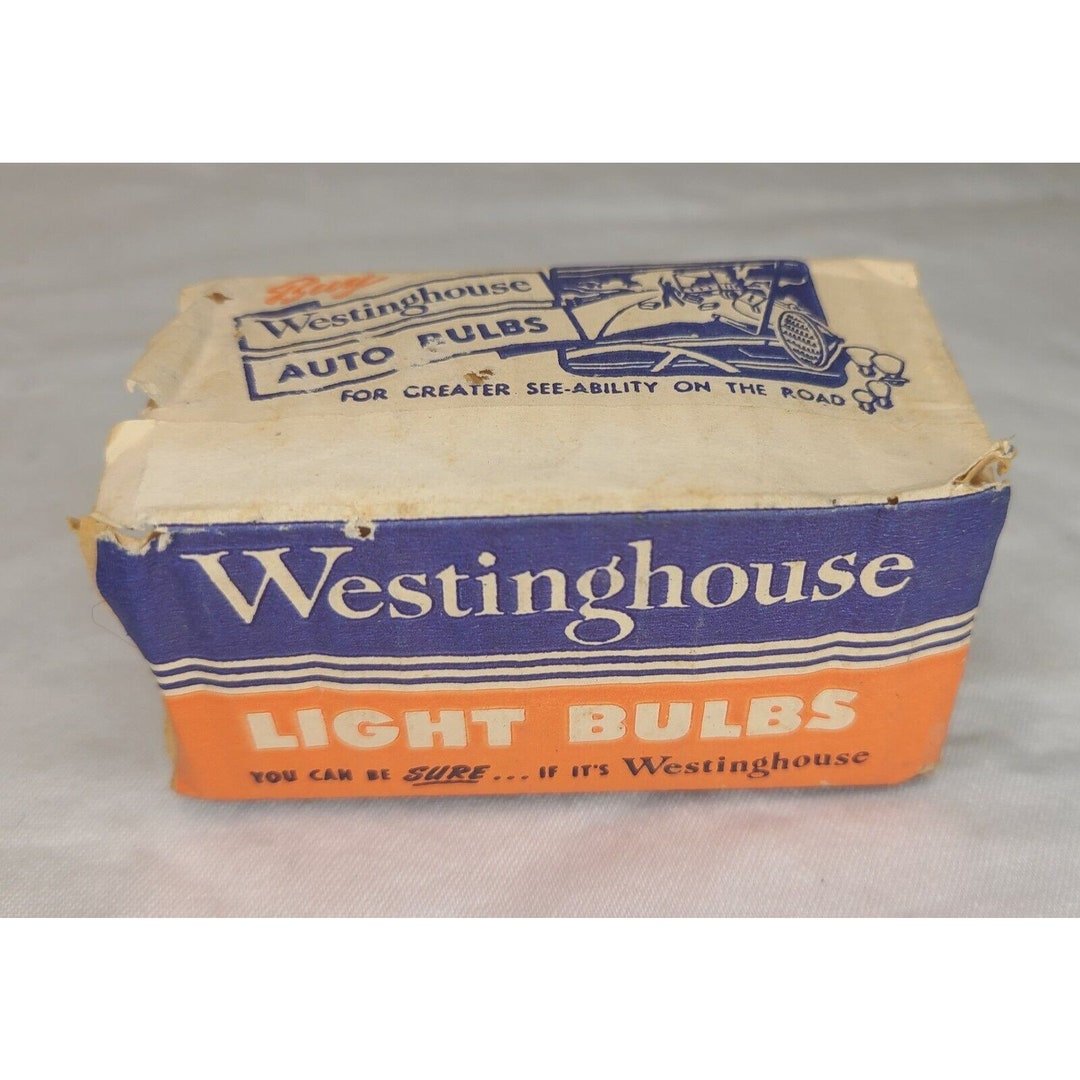 Buy
Westinghouse
AUTO BULBS
FOR GREATER SEE-ABILITY ON THE ROAD
Westinghouse
LIGHT BULBS
YOU CAN BE SURE... IF IT'S Westinghouse